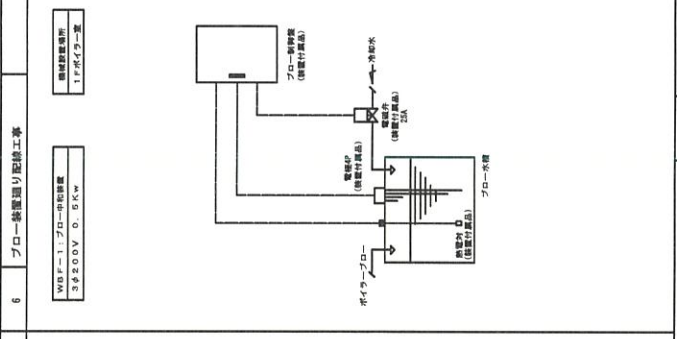 6
ブロー装置廻り配線工事
WBF-1:ブロー中和装置
3φ200V 0.5Kw
機械設置場所
1Fボイラー室
ブロー制御盤
(装置付属品)
冷却水
電磁弁
(装置付属品)
25A
電極4P
(装置付属品)
ボイラーブロー
熱電対
(装置付属品)
ブロー水槽